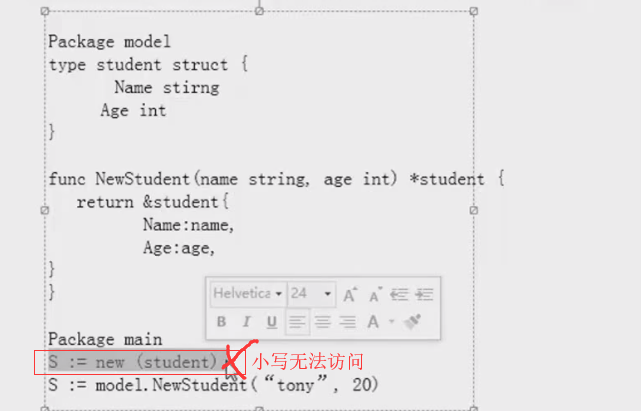 Package model
type student struct {
Name stirng
Age int
}
func NewStudent(name string, age int) *student {
return &student{
Name:name,
Age:age,
}
}
Helvetica 24 A A
B I U A
Package main
S := new (student) 小写无法访问
S := model.NewStudent(“tony”, 20)